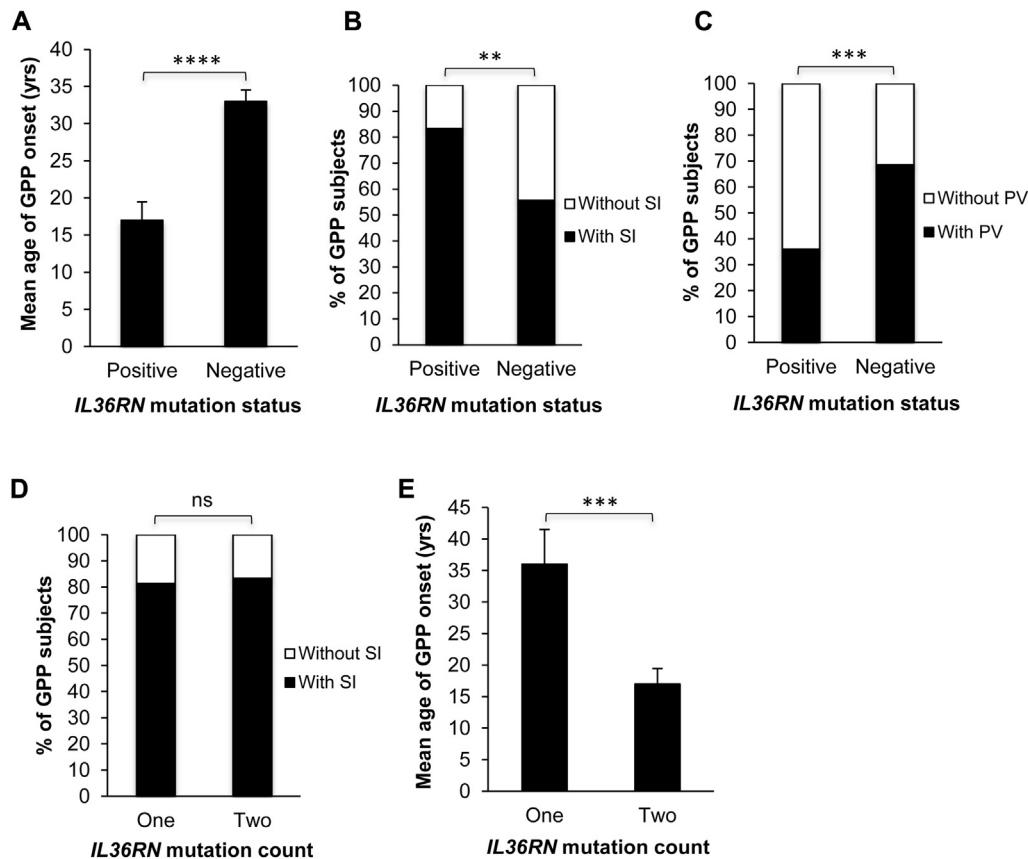 A
Mean age of GPP onset (yrs)
40
35
30
25
20
15
10
5
0
****
Positive
Negative
IL36RN mutation status
B
% of GPP subjects
100
90
80
70
60
50
40
30
20
10
0
**
Without SI
With SI
Positive
Negative
IL36RN mutation status
C
% of GPP subjects
100
90
80
70
60
50
40
30
20
10
0
***
Without PV
With PV
Positive
Negative
IL36RN mutation status
D
% of GPP subjects
100
90
80
70
60
50
40
30
20
10
0
ns
Without SI
With SI
One
Two
IL36RN mutation count
E
Mean age of GPP onset (yrs)
45
40
35
30
25
20
15
10
5
0
***
One
Two
IL36RN mutation count